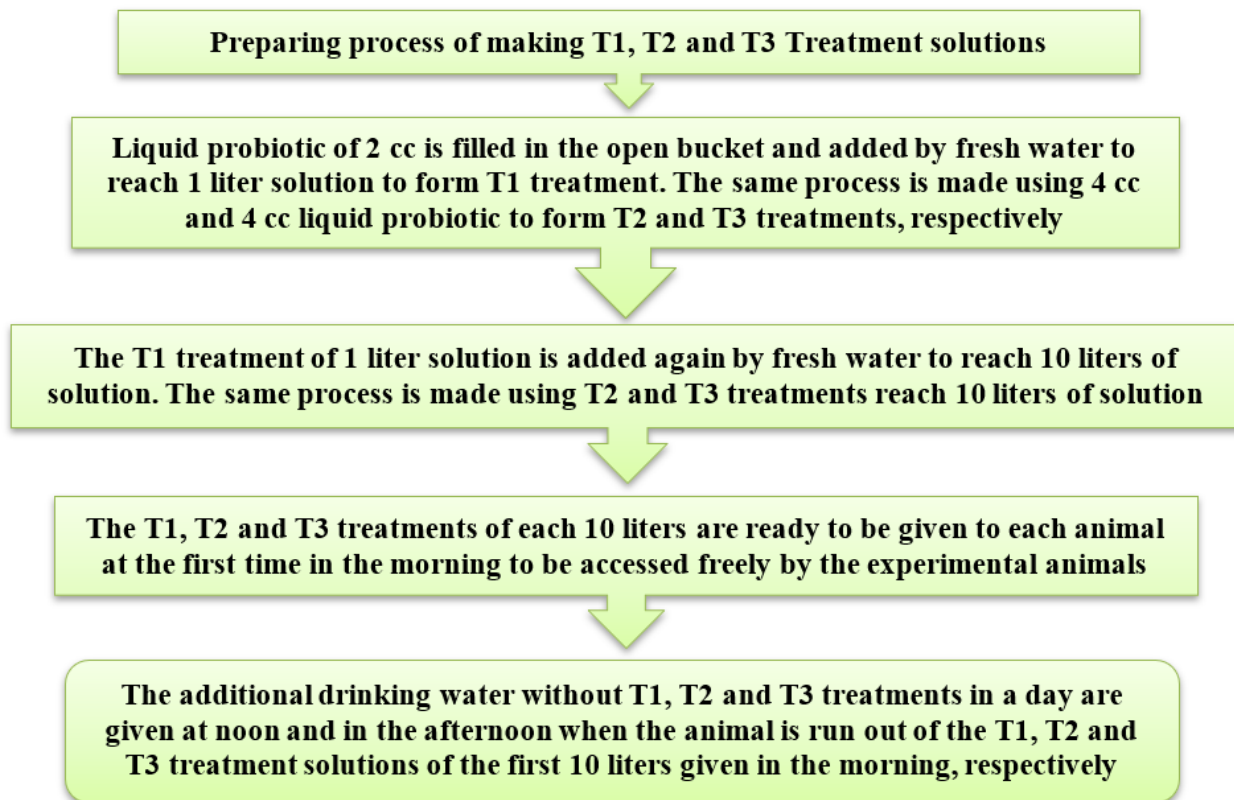 Preparing process of making T1, T2 and T3 Treatment solutions
Liquid probiotic of 2 cc is filled in the open bucket and added by fresh water to
reach 1 liter solution to form T1 treatment. The same process is made using 4 cc
and 4 cc liquid probiotic to form T2 and T3 treatments, respectively
The T1 treatment of 1 liter solution is added again by fresh water to reach 10 liters of
solution. The same process is made using T2 and T3 treatments reach 10 liters of solution
The T1, T2 and T3 treatments of each 10 liters are ready to be given to each animal
at the first time in the morning to be accessed freely by the experimental animals
The additional drinking water without T1, T2 and T3 treatments in a day are
given at noon and in the afternoon when the animal is run out of the T1, T2 and
T3 treatment solutions of the first 10 liters given in the morning, respectively